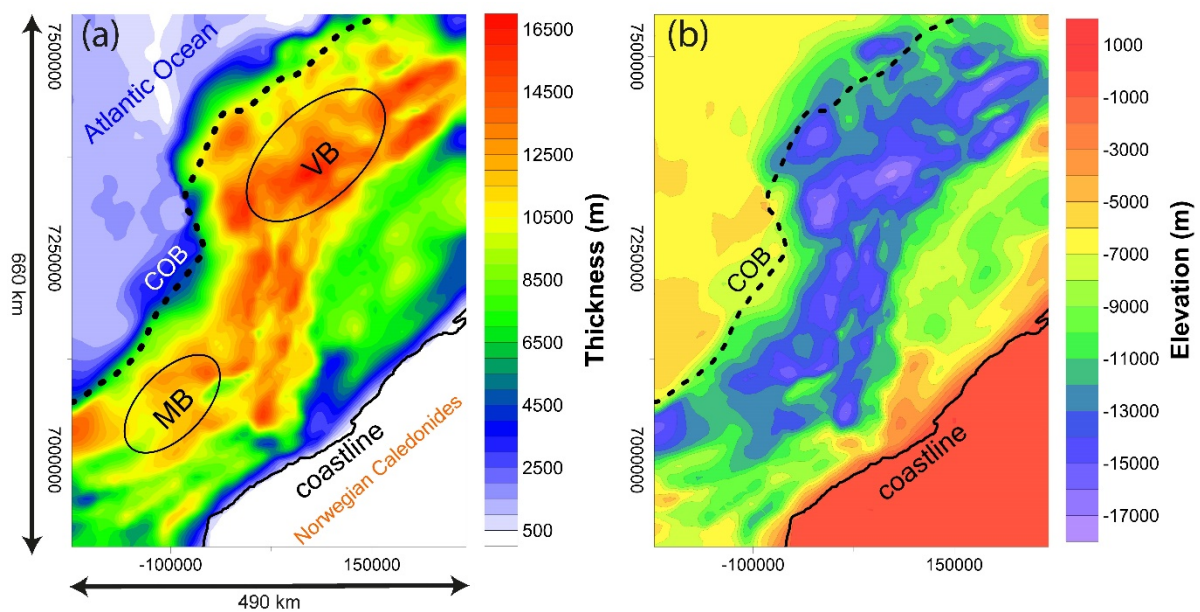 (a)
Atlantic Ocean
VB
COB
MB
coastline
Norwegian Caledonides
7500000
7250000
7000000
660 km
-100000
150000
490 km
16500
14500
12500
10500
8500
6500
4500
2500
500
Thickness (m)
(b)
COB
coastline
7500000
7250000
7000000
-100000
150000
1000
-1000
-3000
-5000
-7000
-9000
-11000
-13000
-15000
-17000
Elevation (m)